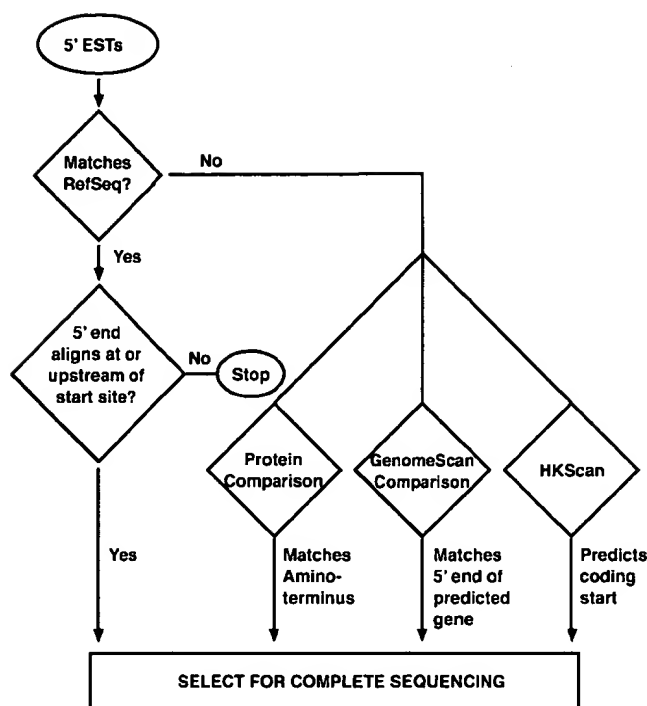 5' ESTs
Matches
RefSeq?
No
Yes
5' end
aligns at or
upstream of
start site?
No
Stop
Protein
Comparison
GenomeScan
Comparison
HKScan
Yes
Matches
Amino-
terminus
Matches
5' end of
predicted
gene
Predicts
coding
start
SELECT FOR COMPLETE SEQUENCING